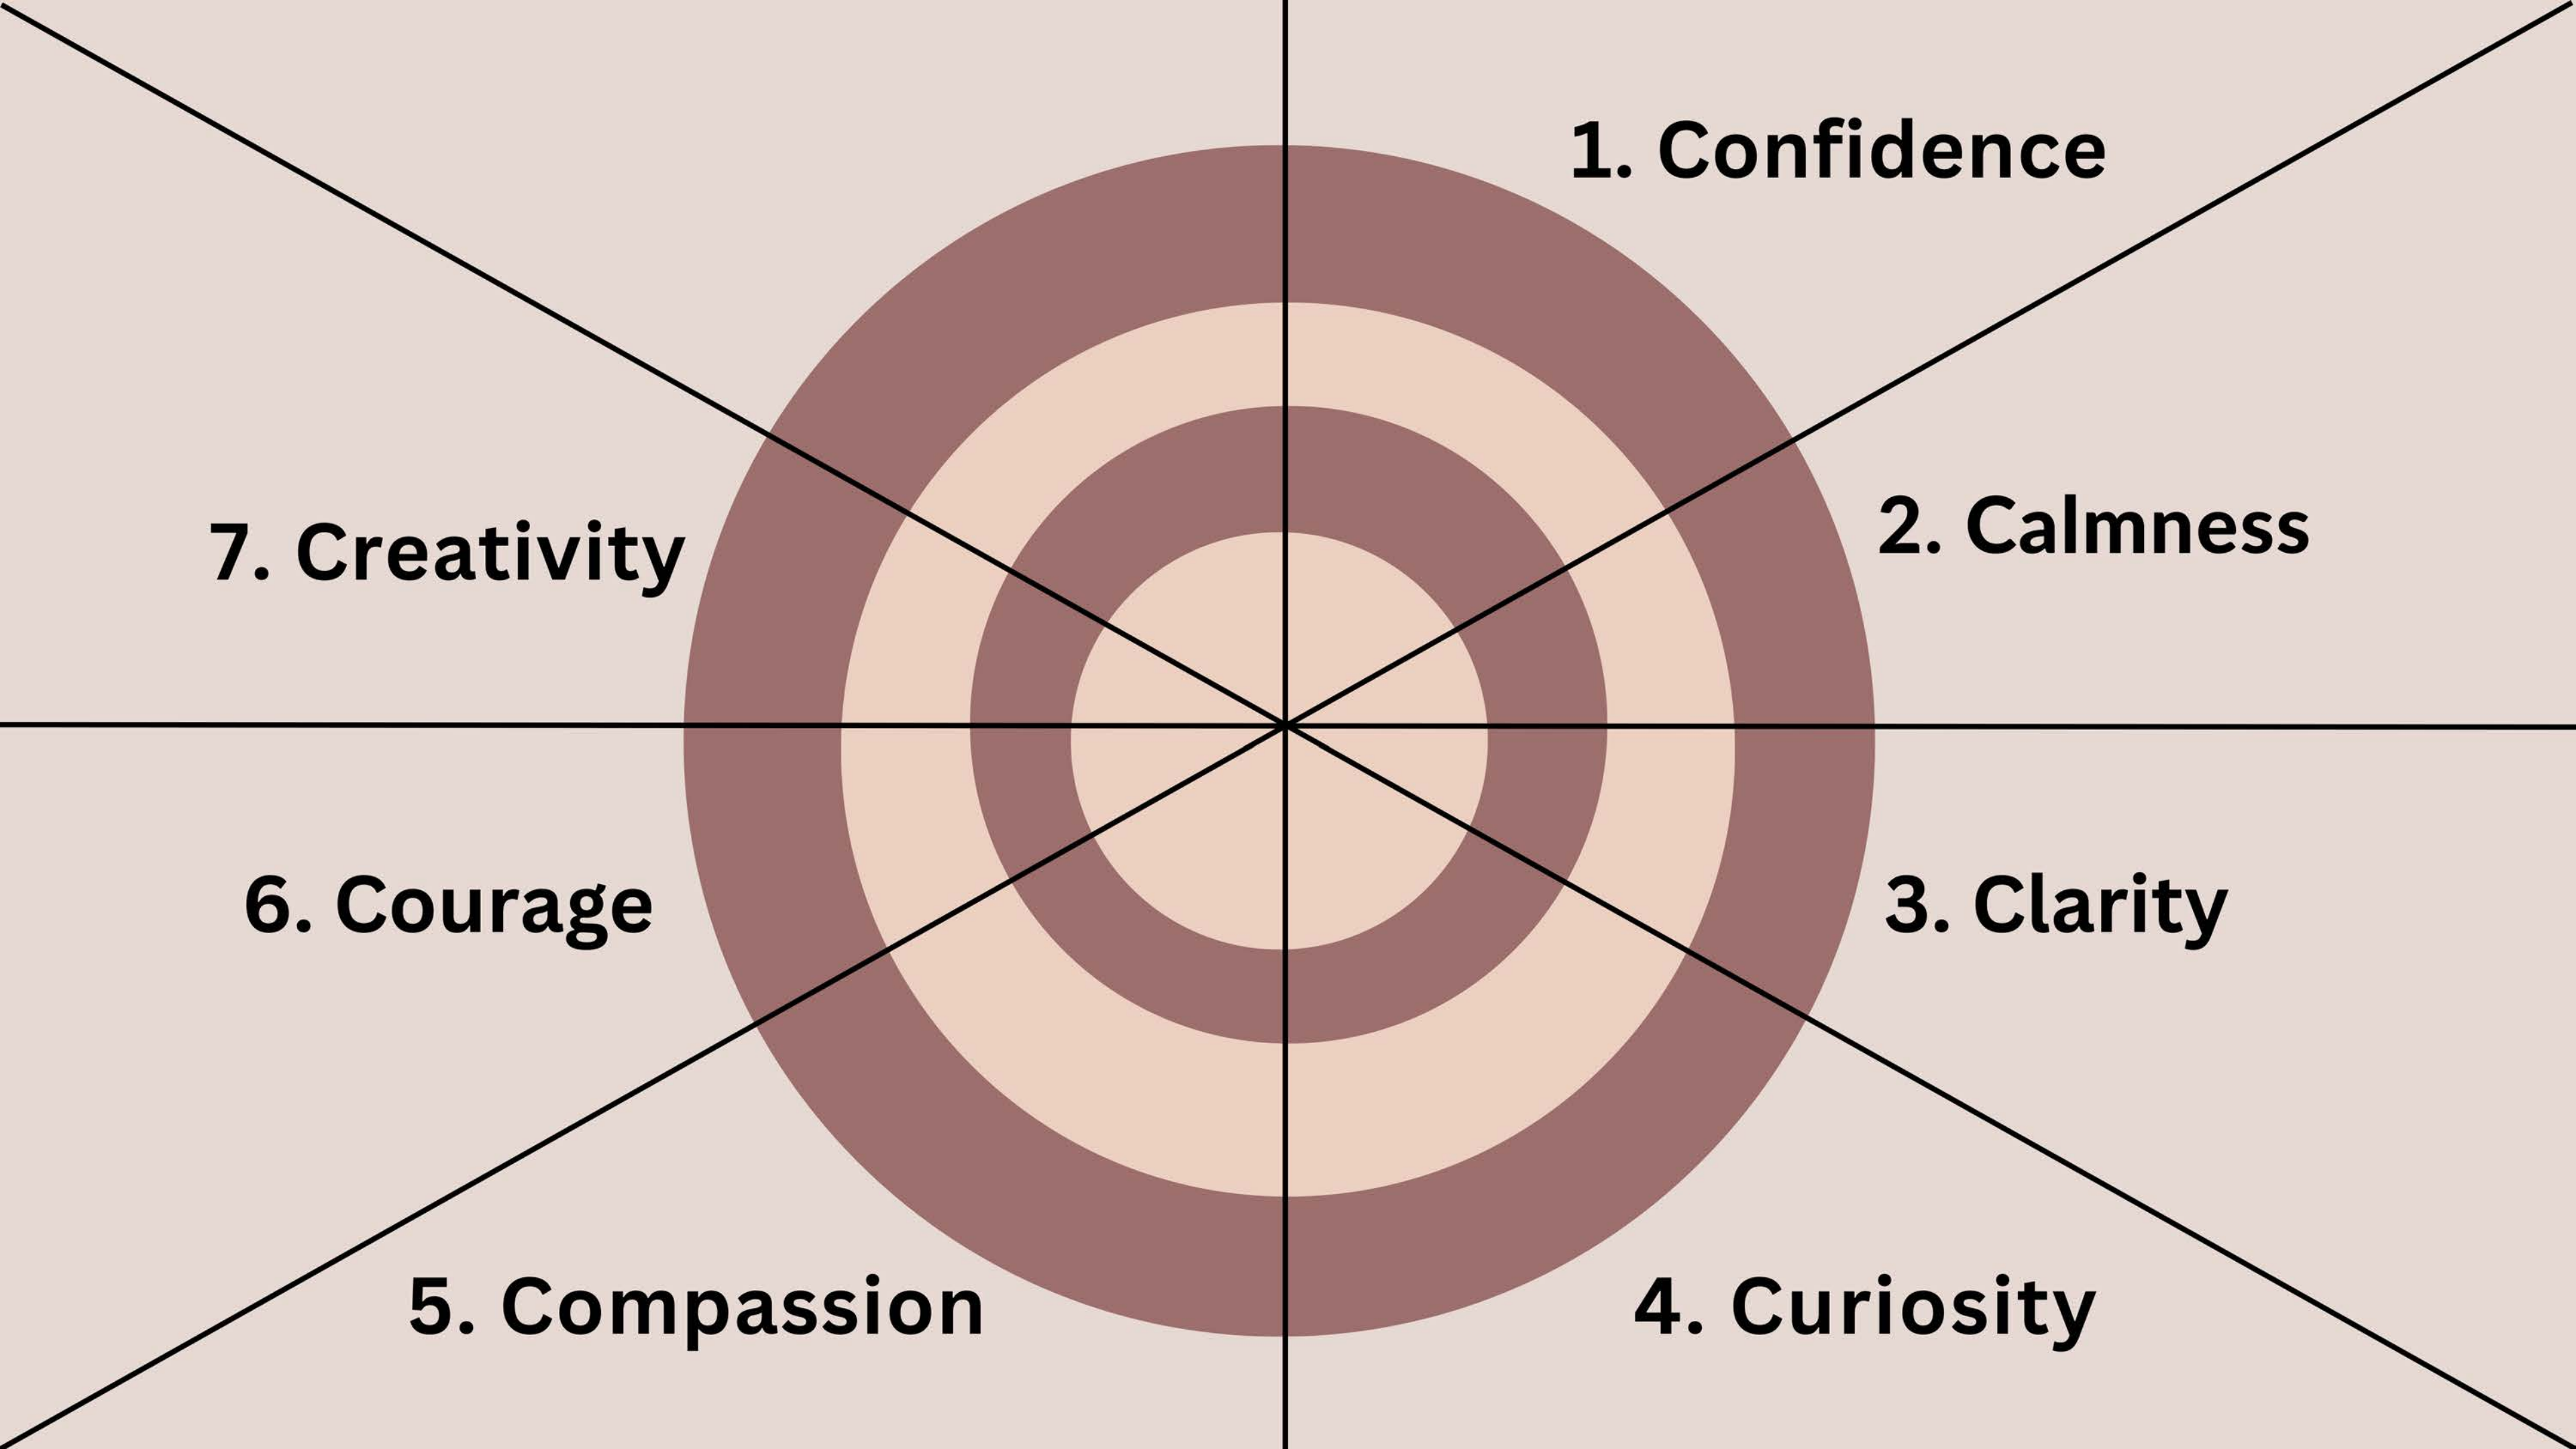 1. Confidence
2. Calmness
3. Clarity
4. Curiosity
5. Compassion
6. Courage
7. Creativity